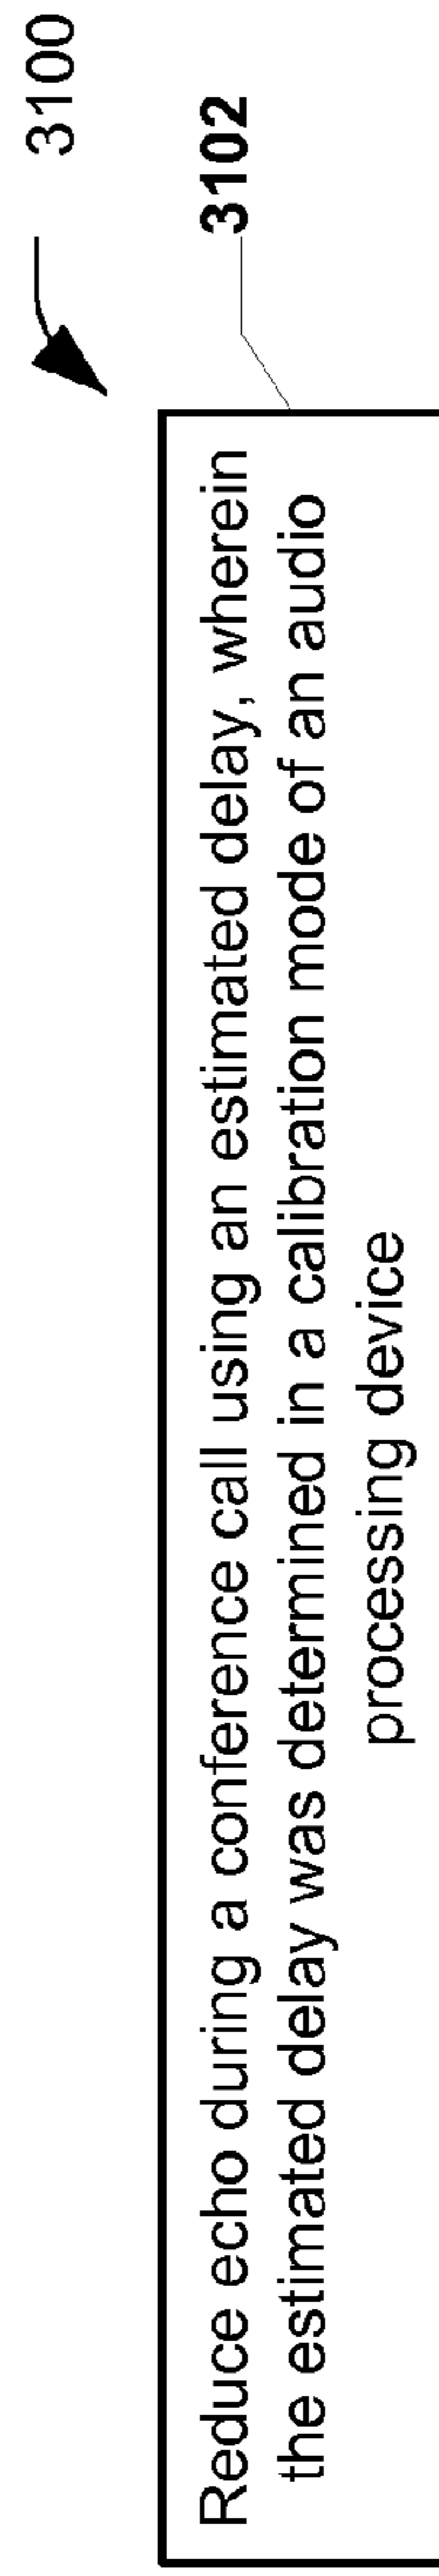 3100
3102
Reduce echo during a conference call using an estimated delay, wherein
the estimated delay was determined in a calibration mode of an audio
processing device